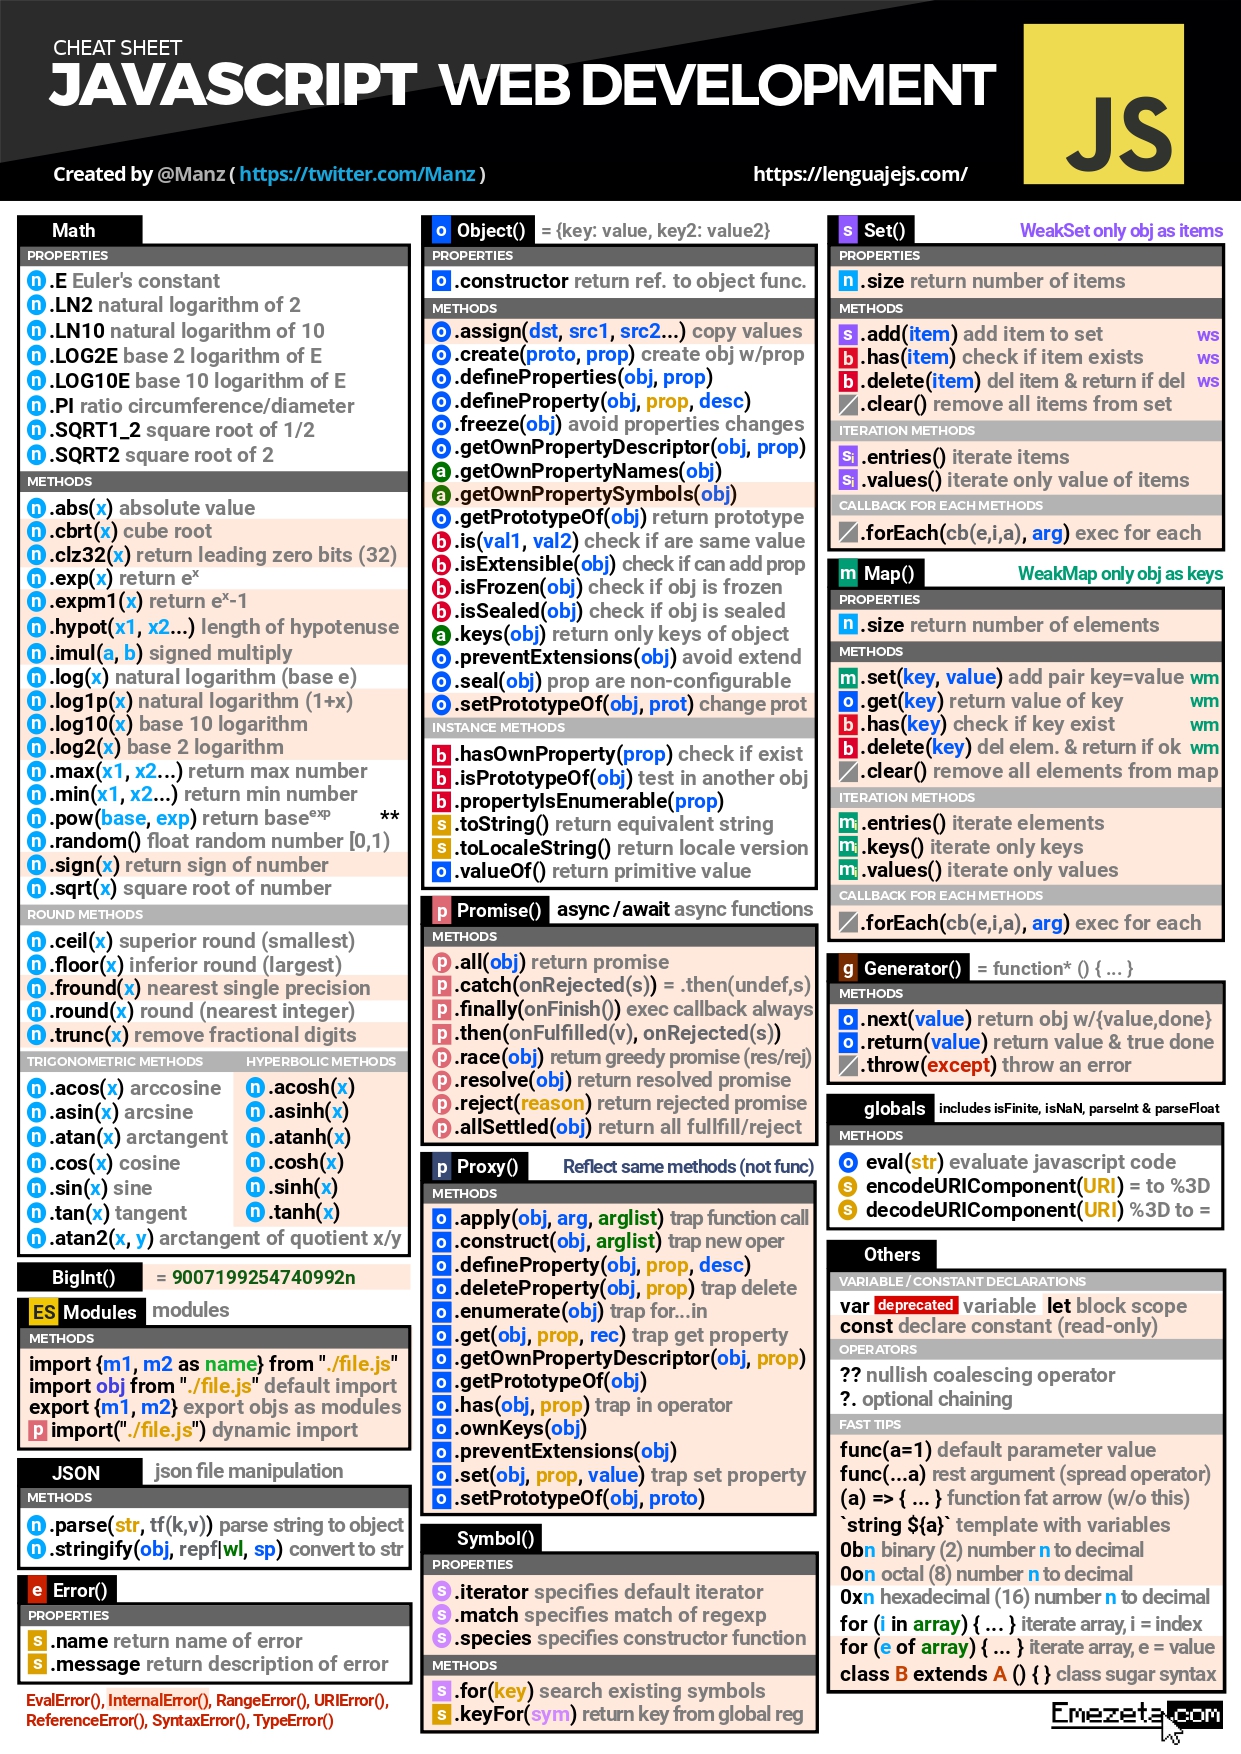 CHEAT SHEET
JAVASCRIPT WEB DEVELOPMENT
JS
Created by @Manz ( https://twitter.com/Manz )
https://lenguajejs.com/
Math
PROPERTIES
n .E Euler's constant
n .LN2 natural logarithm of 2
n .LN10 natural logarithm of 10
n .LOG2E base 2 logarithm of E
n .LOG10E base 10 logarithm of E
n .PI ratio circumference/diameter
n .SQRT1_2 square root of 1/2
n .SQRT2 square root of 2
METHODS
n .abs(x) absolute value
n .cbrt(x) cube root
n .clz32(x) return leading zero bits (32)
n .exp(x) return eˣ
n .expm1(x) return eˣ-1
n .hypot(x1, x2...) length of hypotenuse
n .imul(a, b) signed multiply
n .log(x) natural logarithm (base e)
n .log1p(x) natural logarithm (1+x)
n .log10(x) base 10 logarithm
n .log2(x) base 2 logarithm
n .max(x1, x2...) return max number
n .min(x1, x2...) return min number
n .pow(base, exp) return baseᵉˣᵖ **
n .random() float random number [0,1)
n .sign(x) return sign of number
n .sqrt(x) square root of number
ROUND METHODS
n .ceil(x) superior round (smallest)
n .floor(x) inferior round (largest)
n .fround(x) nearest single precision
n .round(x) round (nearest integer)
n .trunc(x) remove fractional digits
TRIGONOMETRIC METHODS
n .acos(x) arccosine
n .asin(x) arcsine
n .atan(x) arctangent
n .cos(x) cosine
n .sin(x) sine
n .tan(x) tangent
n .atan2(x, y) arctangent of quotient x/y
HYPERBOLIC METHODS
n .acosh(x)
n .asinh(x)
n .atanh(x)
n .cosh(x)
n .sinh(x)
n .tanh(x)
BigInt() = 9007199254740992n
ES Modules modules
METHODS
import {m1, m2 as name} from "./file.js"
import obj from "./file.js" default import
export {m1, m2} export objs as modules
p import("./file.js") dynamic import
JSON json file manipulation
METHODS
n .parse(str, tf(k,v)) parse string to object
n .stringify(obj, repf|wl, sp) convert to str
e Error()
PROPERTIES
s .name return name of error
s .message return description of error
EvalError(), InternalError(), RangeError(), URIError(),
ReferenceError(), SyntaxError(), TypeError()
o Object() = {key: value, key2: value2}
PROPERTIES
o .constructor return ref. to object func.
METHODS
o .assign(dst, src1, src2...) copy values
o .create(proto, prop) create obj w/prop
o .defineProperties(obj, prop)
o .defineProperty(obj, prop, desc)
o .freeze(obj) avoid properties changes
o .getOwnPropertyDescriptor(obj, prop)
a .getOwnPropertyNames(obj)
a .getOwnPropertySymbols(obj)
o .getPrototypeOf(obj) return prototype
b .is(val1, val2) check if are same value
b .isExtensible(obj) check if can add prop
b .isFrozen(obj) check if obj is frozen
b .isSealed(obj) check if obj is sealed
a .keys(obj) return only keys of object
o .preventExtensions(obj) avoid extend
o .seal(obj) prop are non-configurable
o .setPrototypeOf(obj, prot) change prot
INSTANCE METHODS
b .hasOwnProperty(prop) check if exist
b .isPrototypeOf(obj) test in another obj
b .propertyIsEnumerable(prop)
s .toString() return equivalent string
s .toLocaleString() return locale version
o .valueOf() return primitive value
p Promise() async / await async functions
METHODS
p .all(obj) return promise
p .catch(onRejected(s)) = .then(undef,s)
p .finally(onFinish()) exec callback always
p .then(onFulfilled(v), onRejected(s))
p .race(obj) return greedy promise (res/rej)
p .resolve(obj) return resolved promise
p .reject(reason) return rejected promise
p .allSettled(obj) return all fullfill/reject
p Proxy() Reflect same methods (not func)
METHODS
o .apply(obj, arg, arglist) trap function call
o .construct(obj, arglist) trap new oper
o .defineProperty(obj, prop, desc)
o .deleteProperty(obj, prop) trap delete
o .enumerate(obj) trap for...in
o .get(obj, prop, rec) trap get property
o .getOwnPropertyDescriptor(obj, prop)
o .getPrototypeOf(obj)
o .has(obj, prop) trap in operator
o .ownKeys(obj)
o .preventExtensions(obj)
o .set(obj, prop, value) trap set property
o .setPrototypeOf(obj, proto)
Symbol()
PROPERTIES
s .iterator specifies default iterator
s .match specifies match of regexp
s .species specifies constructor function
METHODS
s .for(key) search existing symbols
s .keyFor(sym) return key from global reg
s Set() WeakSet only obj as items
PROPERTIES
n .size return number of items
METHODS
s .add(item) add item to set ws
b .has(item) check if item exists ws
b .delete(item) del item & return if del ws
.clear() remove all items from set
ITERATION METHODS
si .entries() iterate items
si .values() iterate only value of items
CALLBACK FOR EACH METHODS
.forEach(cb(e,i,a), arg) exec for each
m Map() WeakMap only obj as keys
PROPERTIES
n .size return number of elements
METHODS
m .set(key, value) add pair key=value wm
o .get(key) return value of key wm
b .has(key) check if key exist wm
b .delete(key) del elem. & return if ok wm
.clear() remove all elements from map
ITERATION METHODS
mi .entries() iterate elements
mi .keys() iterate only keys
mi .values() iterate only values
CALLBACK FOR EACH METHODS
.forEach(cb(e,i,a), arg) exec for each
g Generator() = function* () { ... }
METHODS
o .next(value) return obj w/{value,done}
o .return(value) return value & true done
.throw(except) throw an error
globals includes isFinite, isNaN, parseInt & parseFloat
METHODS
o eval(str) evaluate javascript code
s encodeURIComponent(URI) = to %3D
s decodeURIComponent(URI) %3D to =
Others
VARIABLE / CONSTANT DECLARATIONS
var deprecated variable let block scope
const declare constant (read-only)
OPERATORS
?? nullish coalescing operator
?. optional chaining
FAST TIPS
func(a=1) default parameter value
func(...a) rest argument (spread operator)
(a) => { ... } function fat arrow (w/o this)
`string ${a}` template with variables
0bn binary (2) number n to decimal
0on octal (8) number n to decimal
0xn hexadecimal (16) number n to decimal
for (i in array) { ... } iterate array, i = index
for (e of array) { ... } iterate array, e = value
class B extends A () { } class sugar syntax
Emezeta.com